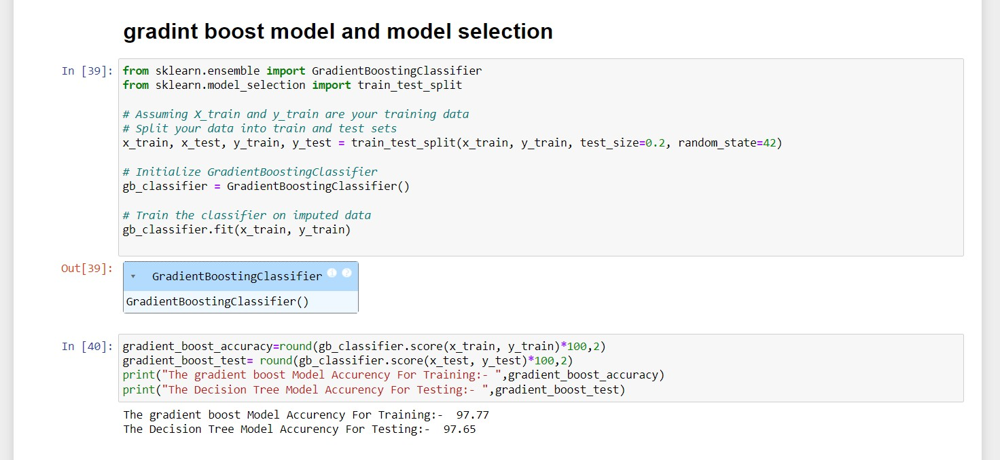 gradint boost model and model selection
In [39]:
from sklearn.ensemble import GradientBoostingClassifier
from sklearn.model_selection import train_test_split
# Assuming X_train and y_train are your training data
# Split your data into train and test sets
x_train, x_test, y_train, y_test = train_test_split(x_train, y_train, test_size=0.2, random_state=42)
# Initialize GradientBoostingClassifier
gb_classifier = GradientBoostingClassifier()
# Train the classifier on imputed data
gb_classifier.fit(x_train, y_train)
Out[39]:
▾ GradientBoostingClassifier i ?
GradientBoostingClassifier()
In [40]:
gradient_boost_accuracy=round(gb_classifier.score(x_train, y_train)*100,2)
gradient_boost_test= round(gb_classifier.score(x_test, y_test)*100,2)
print("The gradient boost Model Accurency For Training:- ",gradient_boost_accuracy)
print("The Decision Tree Model Accurency For Testing:- ",gradient_boost_test)
The gradient boost Model Accurency For Training:-  97.77
The Decision Tree Model Accurency For Testing:-  97.65